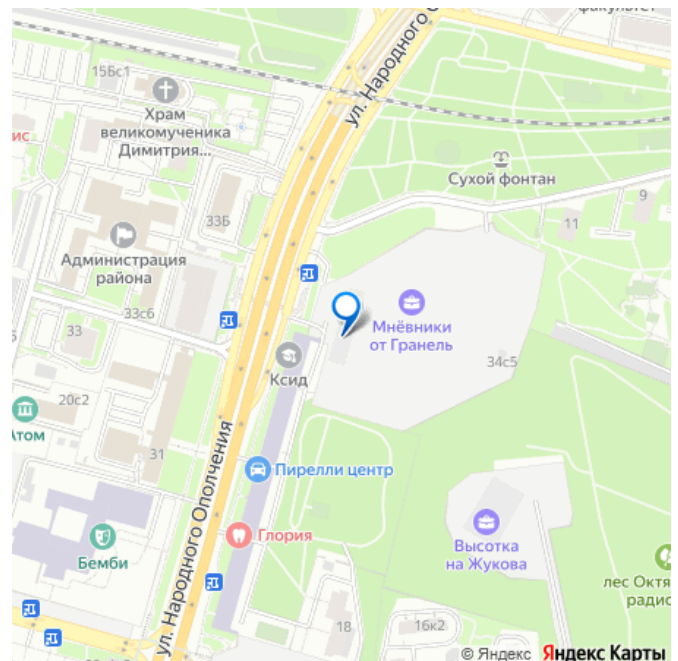 факультет
ул. Народного О
15Бс1
Храм
великомученика
Димитрия...
ис
Сухой фонтан
9
11
33Б
Администрация
района
33с6
33
Мнёвники
от Гранель
34с5
Ксид
20с2
Атом
31
Пирелли центр
ул. Народного Ополчения
Глория
Бемби
Высотка
на Жукова
лес Октя
радио
18
16к2
© Яндекс Яндекс Карты